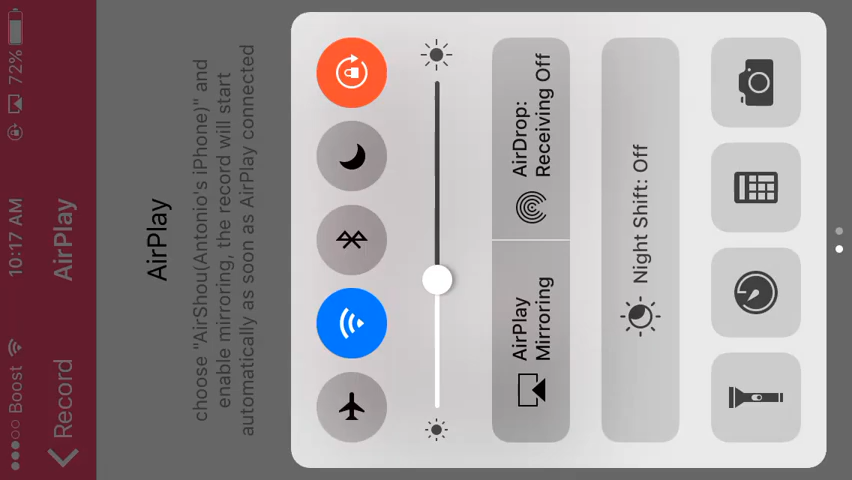 ●●●○○ Boost 10:17 AM 72%
Record AirPlay
AirPlay
choose "AirShou(Antonio's iPhone)" and
enable mirroring, the record will start
automatically as soon as AirPlay connected
AirPlay
Mirroring
AirDrop:
Receiving Off
Night Shift: Off